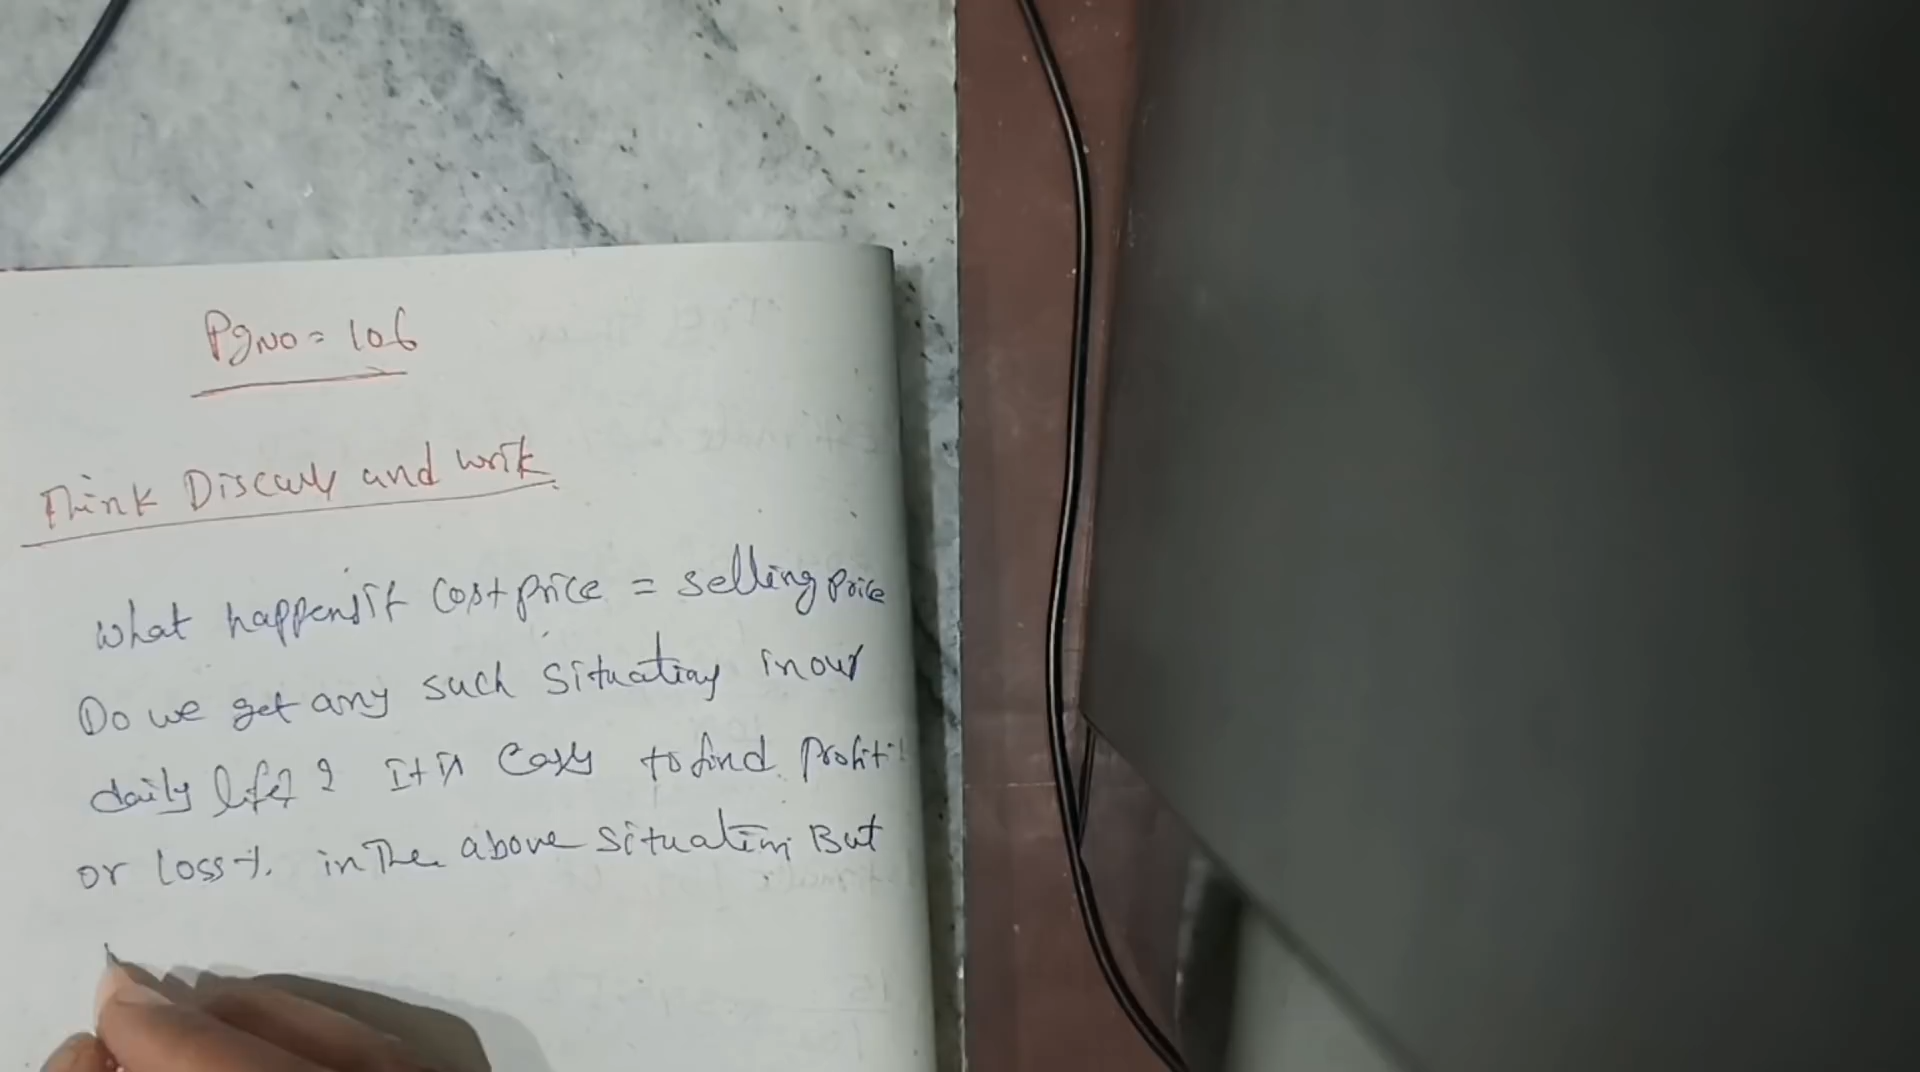 Pg No = 106
Think Discuss and write
What happens if Cost price = selling price
Do we get any such situations in our
daily life? It is easy to find profit %
or loss %. in the above situation. But